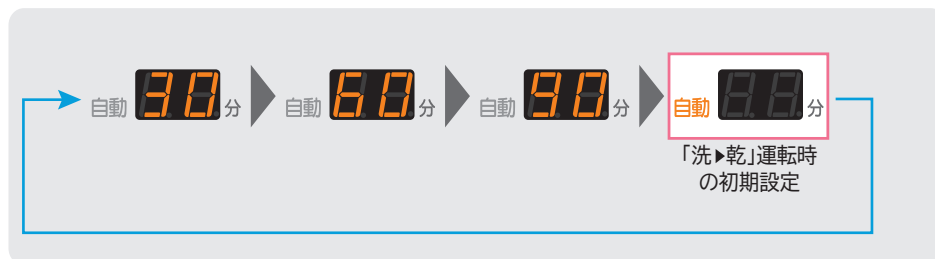 自動 30 分 自動 60 分 自動 90 分 自動 分
「洗▶乾」運転時
の初期設定